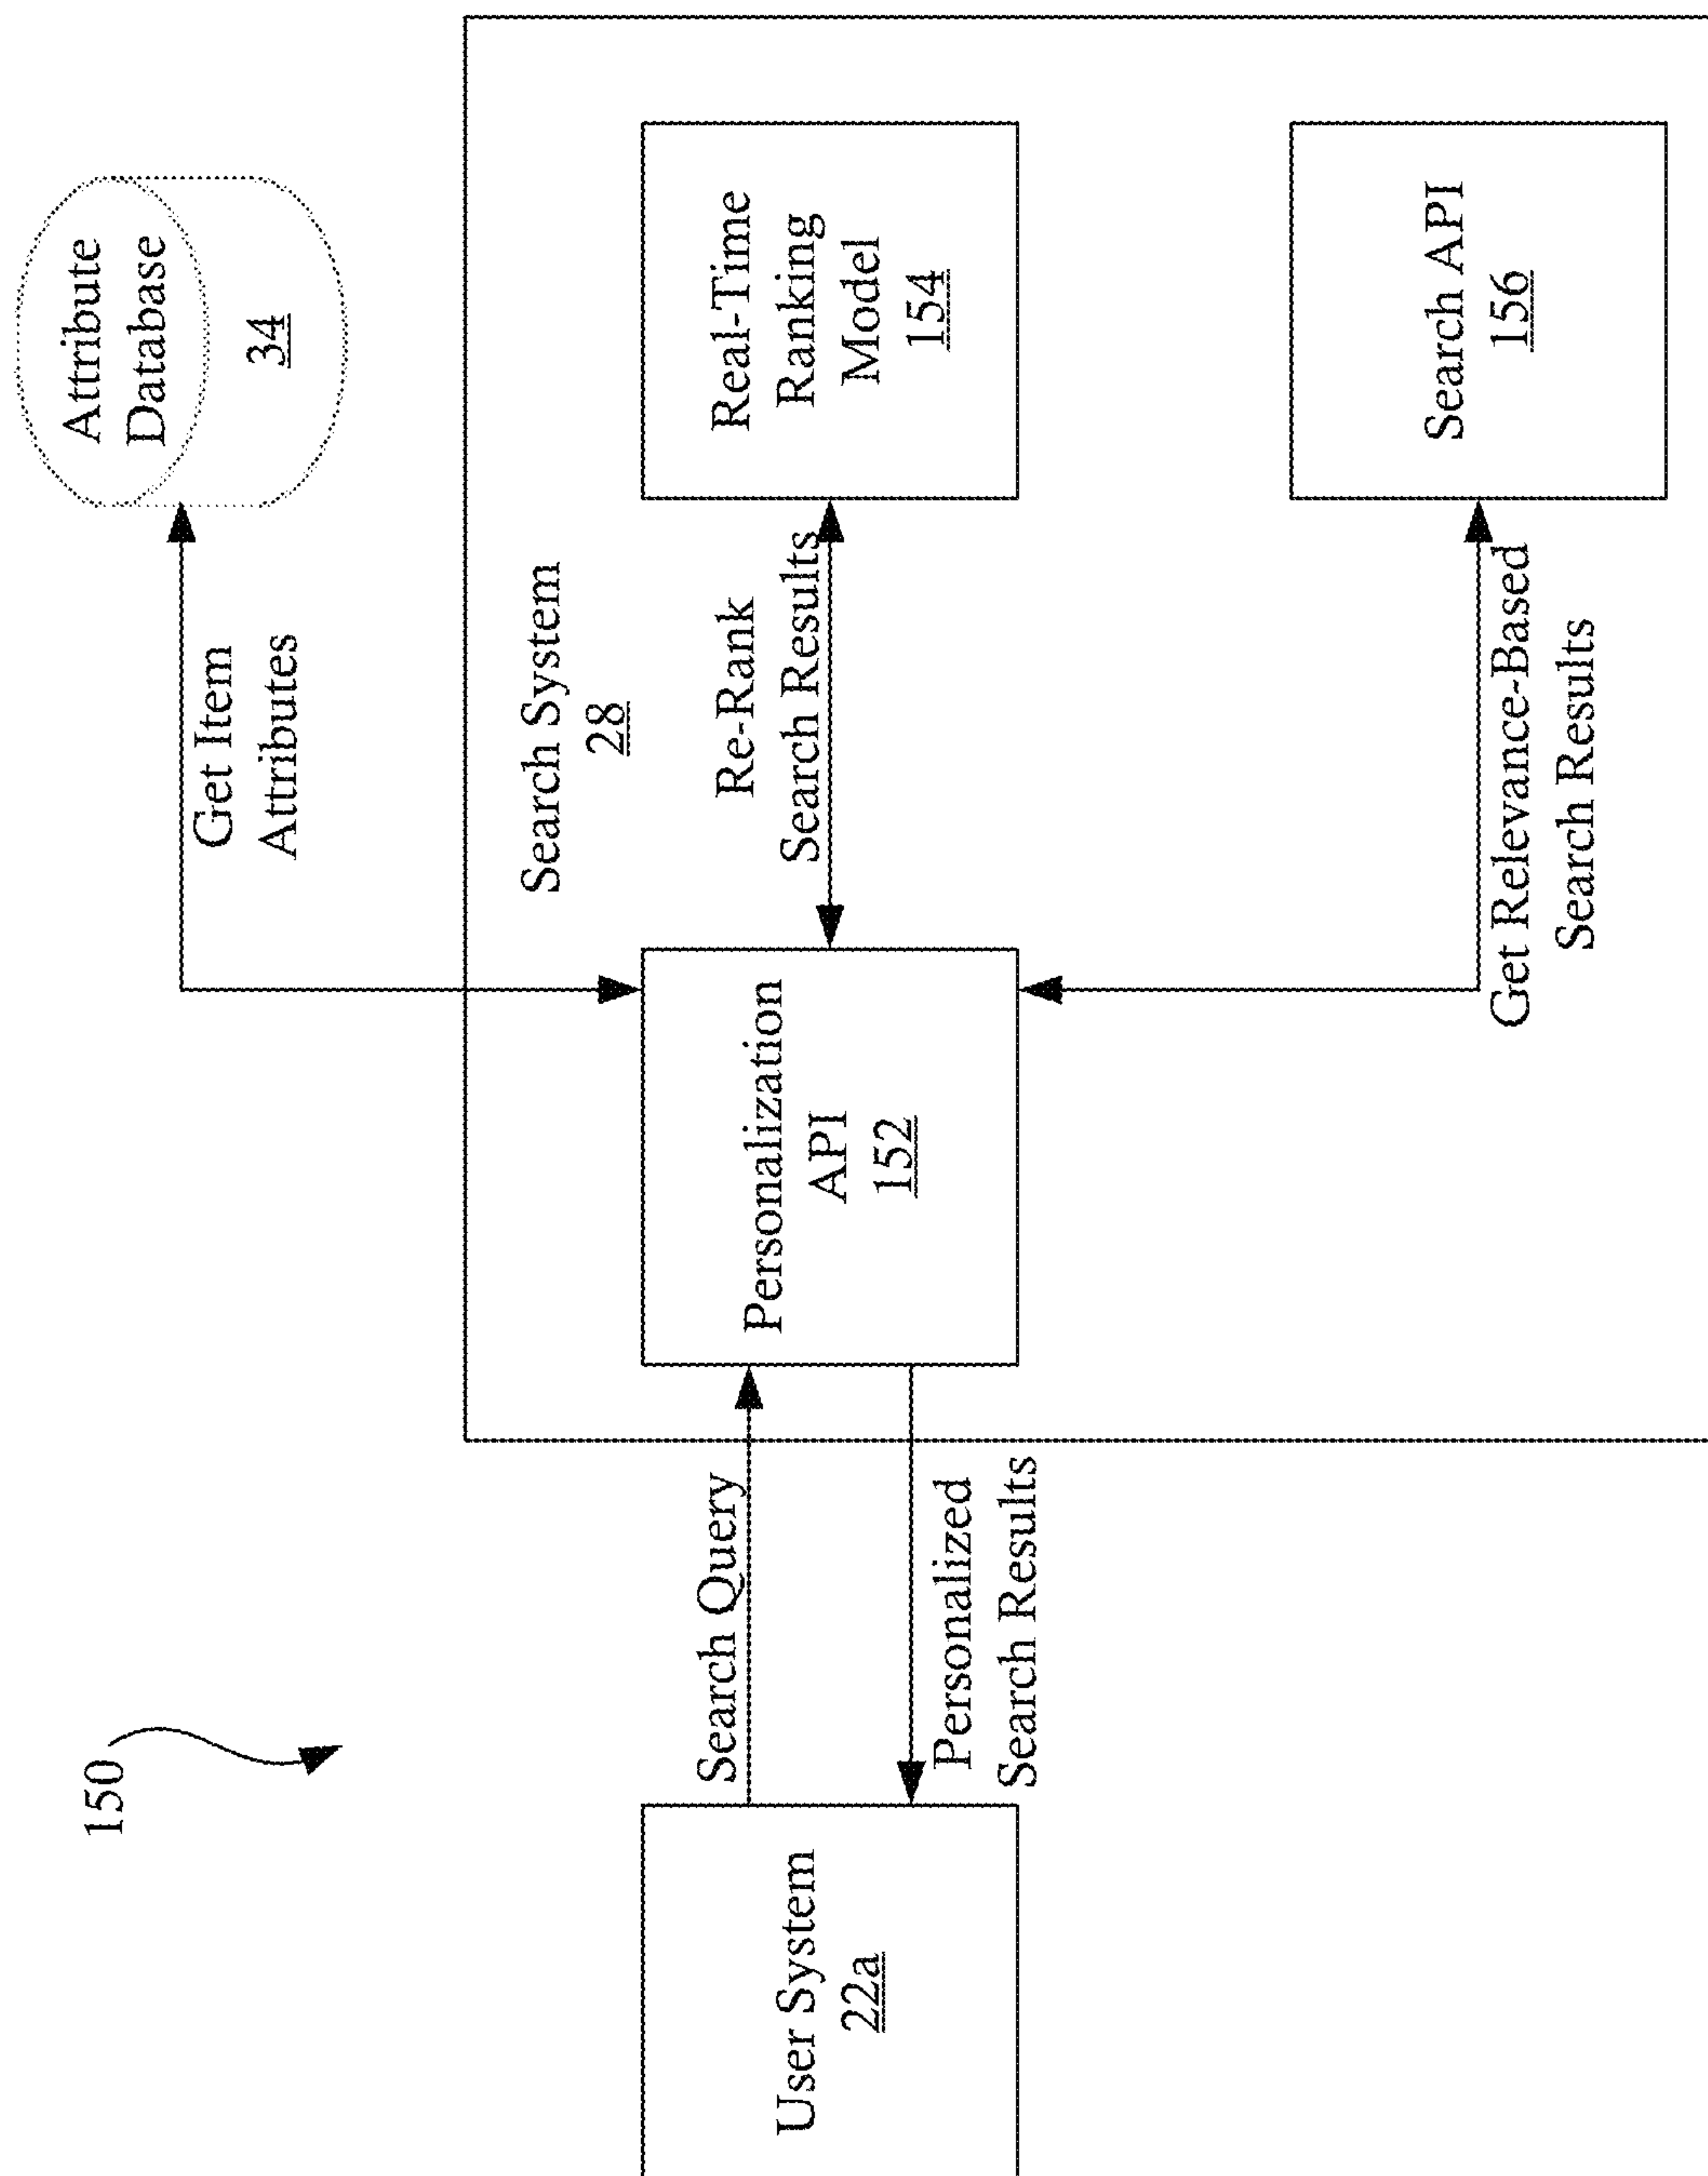 150
Attribute
Database
34
Get Item
Attributes
Search System
28
User System
22a
Search Query
Personalized
Search Results
Personalization
API
152
Re-Rank
Search Results
Real-Time
Ranking
Model
154
Get Relevance-Based
Search Results
Search API
156